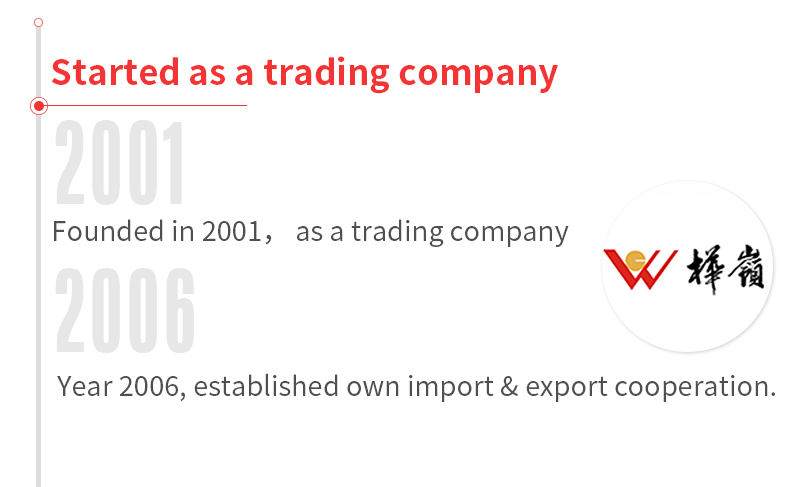 Started as a trading company
2001
Founded in 2001， as a trading company
樺嶺
2006
Year 2006, established own import & export cooperation.